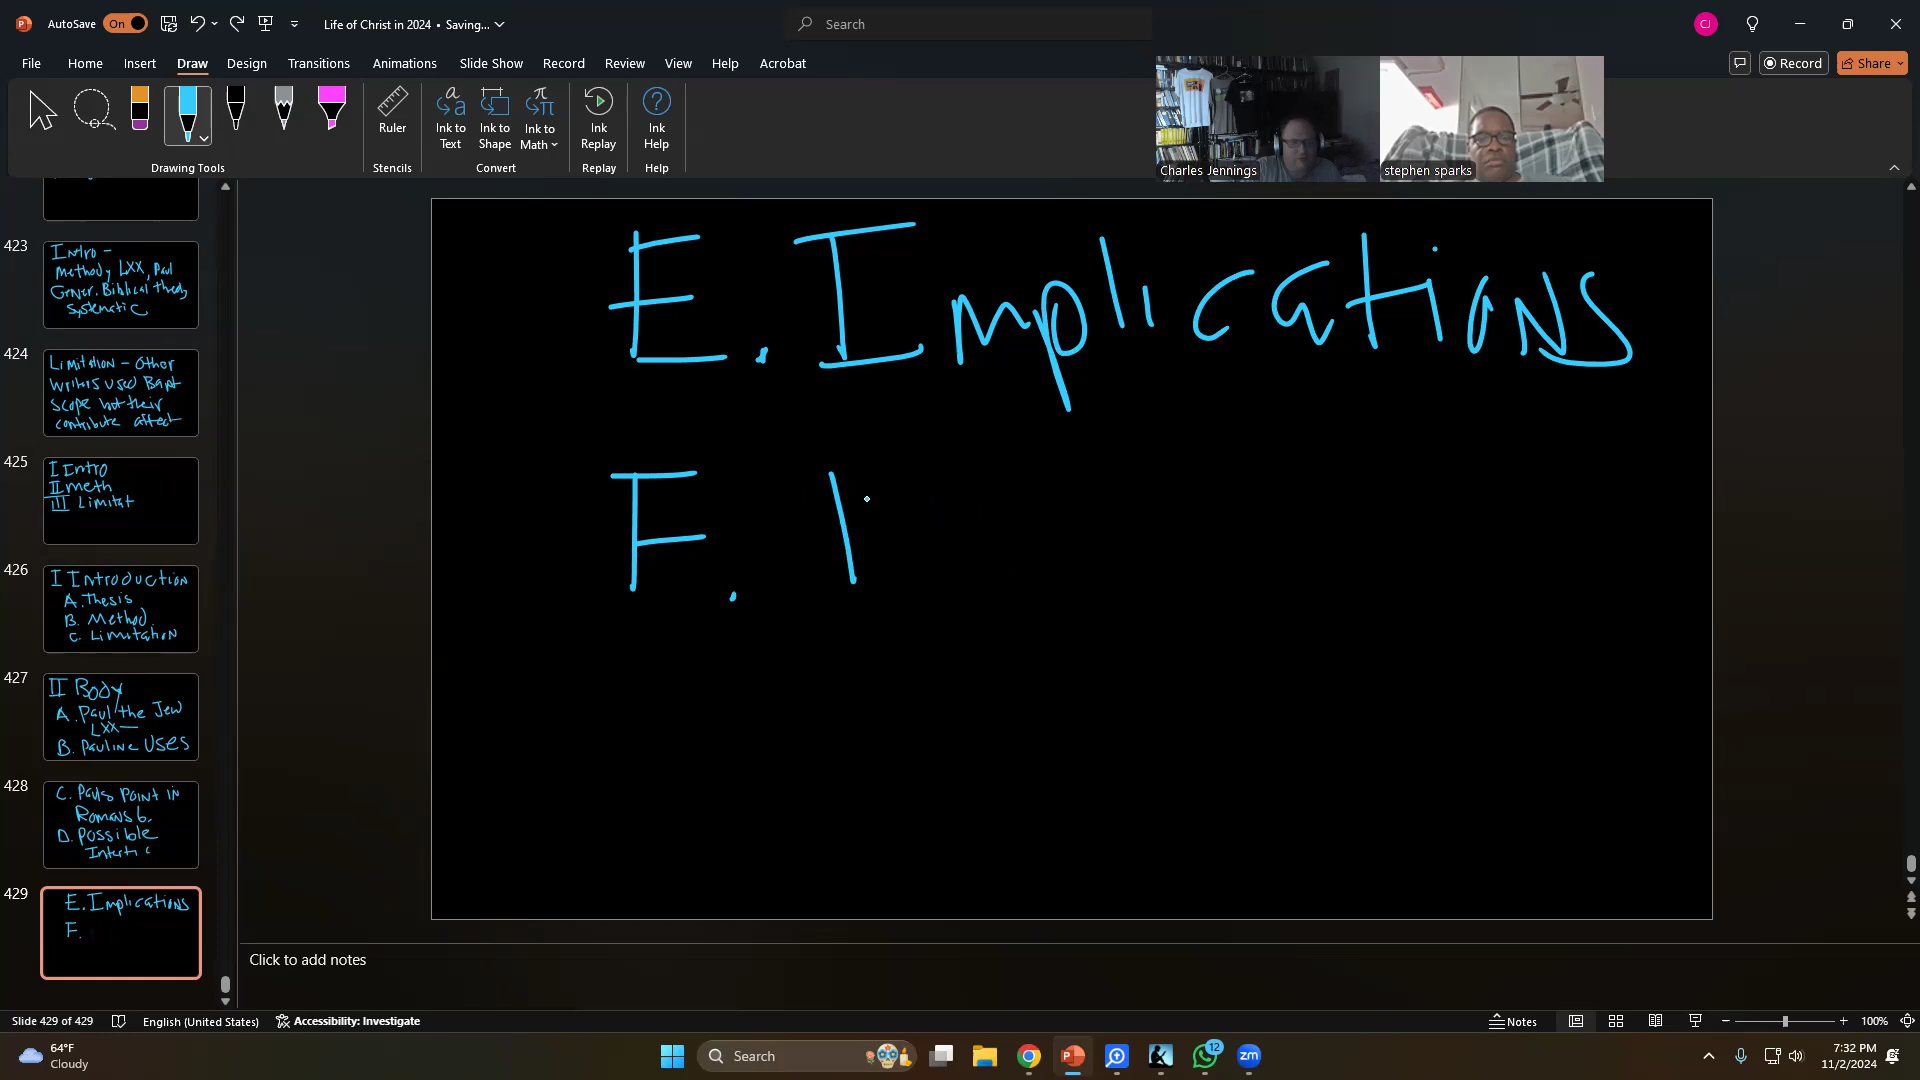 AutoSave On Life of Christ in 2024 • Saving... Search CJ
File Home Insert Draw Design Transitions Animations Slide Show Record Review View Help Acrobat Record Share
Ruler
Ink to Text
Ink to Shape
Ink to Math
Ink Replay
Ink Help
Drawing Tools Stencils Convert Replay Help
Charles Jennings
stephen sparks
423
Intro -
LXX, Paul
Biblical
systematic
424
Limitation - Other
Writers used Bapt
scope but their
contribute affect
425
I Intro
II meth
III Limitat
426
I Introduction
A. Thesis
B. Method
C. Limitation
427
II Body
A. Paul the Jew
LXX —
B. Pauline Uses
428
C. Pauls Point in
Romans 6.
D. Possible
429
E. Implications
F.
E. Implications
F. \
Click to add notes
Slide 429 of 429 English (United States) Accessibility: Investigate Notes 100%
64°F
Cloudy
Search
12
zm
7:32 PM
11/2/2024